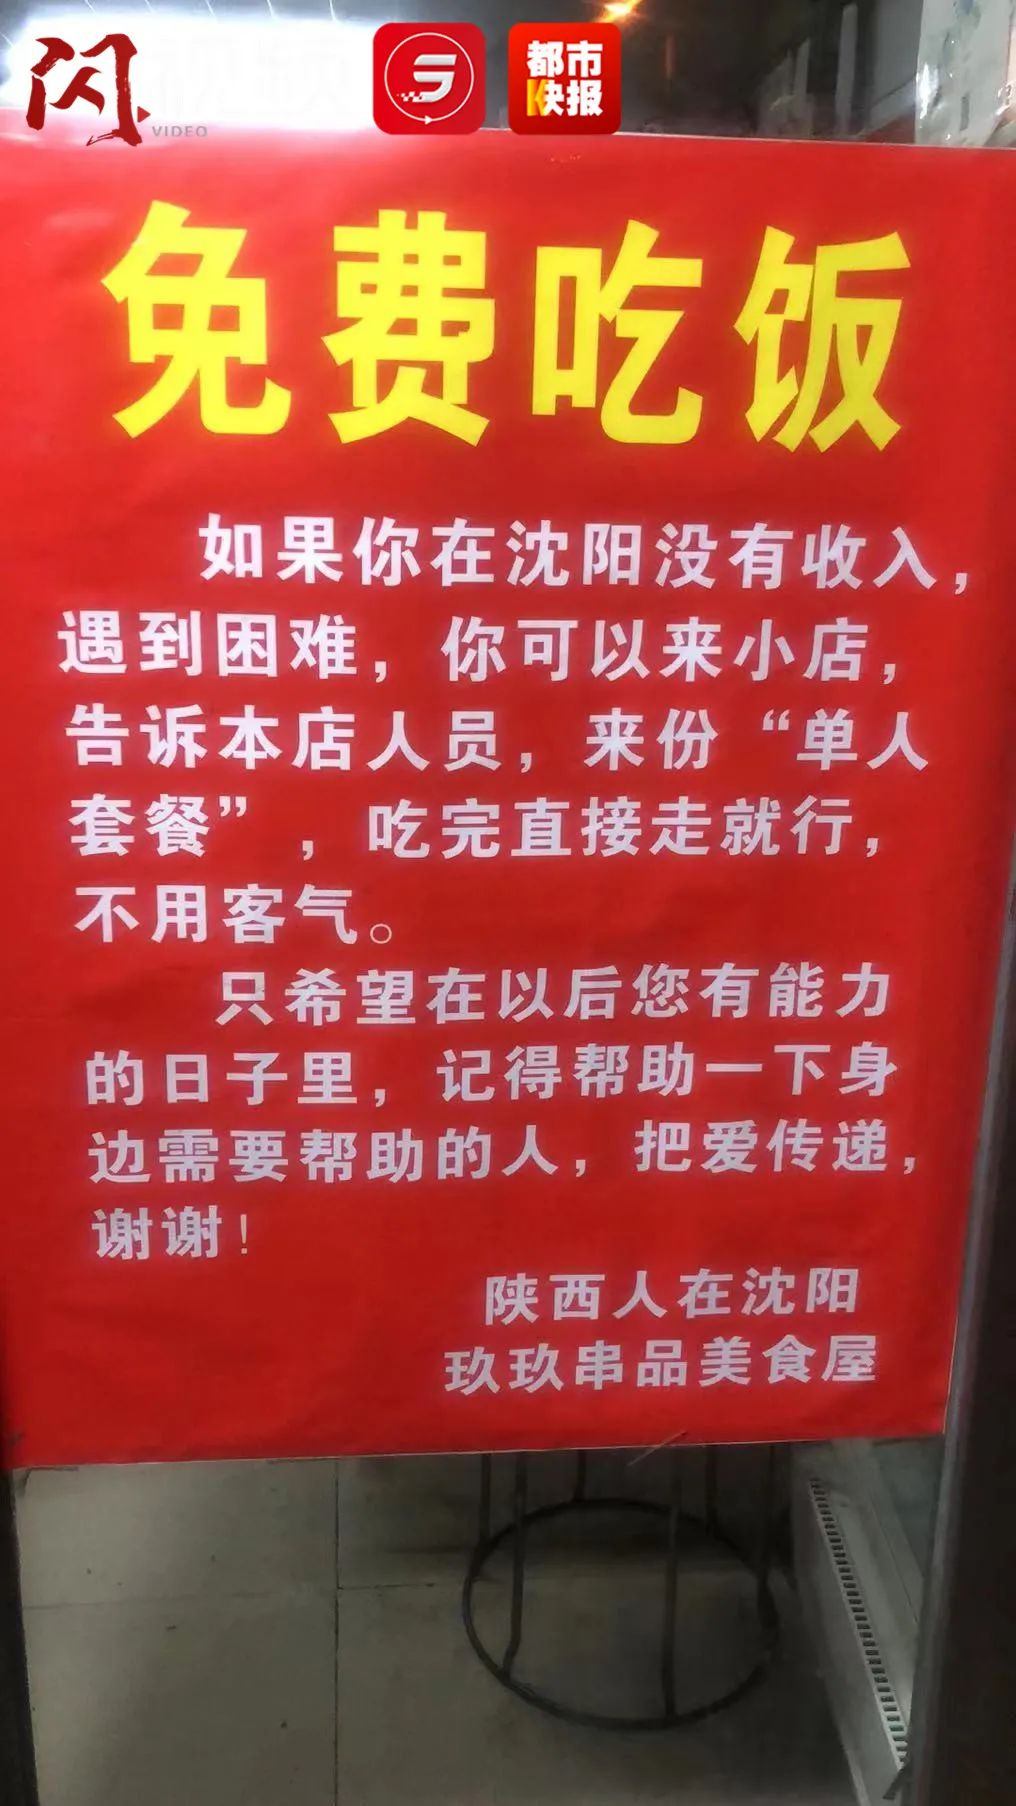 闪
VIDEO
都市
快报
免费吃饭
如果你在沈阳没有收入，
遇到困难，你可以来小店，
告诉本店人员，来份“单人
套餐”，吃完直接走就行，
不用客气。
只希望在以后您有能力
的日子里，记得帮助一下身
边需要帮助的人，把爱传递，
谢谢！
陕西人在沈阳
玖玖串品美食屋